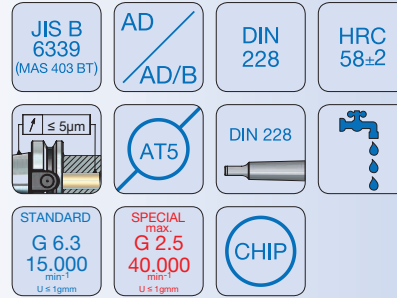 JIS B
6339
(MAS 403 BT)
AD
AD/B
DIN
228
HRC
58±2
≤ 5µm
AT5
DIN 228
STANDARD
G 6.3
15.000
min⁻¹
U ≤ 1gmm
SPECIAL
max.
G 2.5
40.000
min⁻¹
U ≤ 1gmm
CHIP